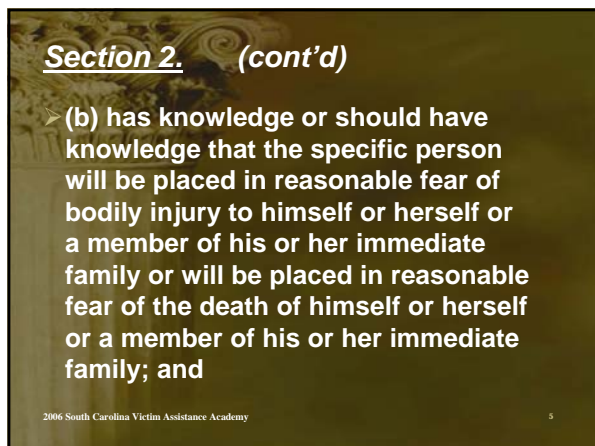 Section 2. (cont’d)
(b) has knowledge or should have
knowledge that the specific person
will be placed in reasonable fear of
bodily injury to himself or herself or
a member of his or her immediate
family or will be placed in reasonable
fear of the death of himself or herself
or a member of his or her immediate
family; and
2006 South Carolina Victim Assistance Academy 5